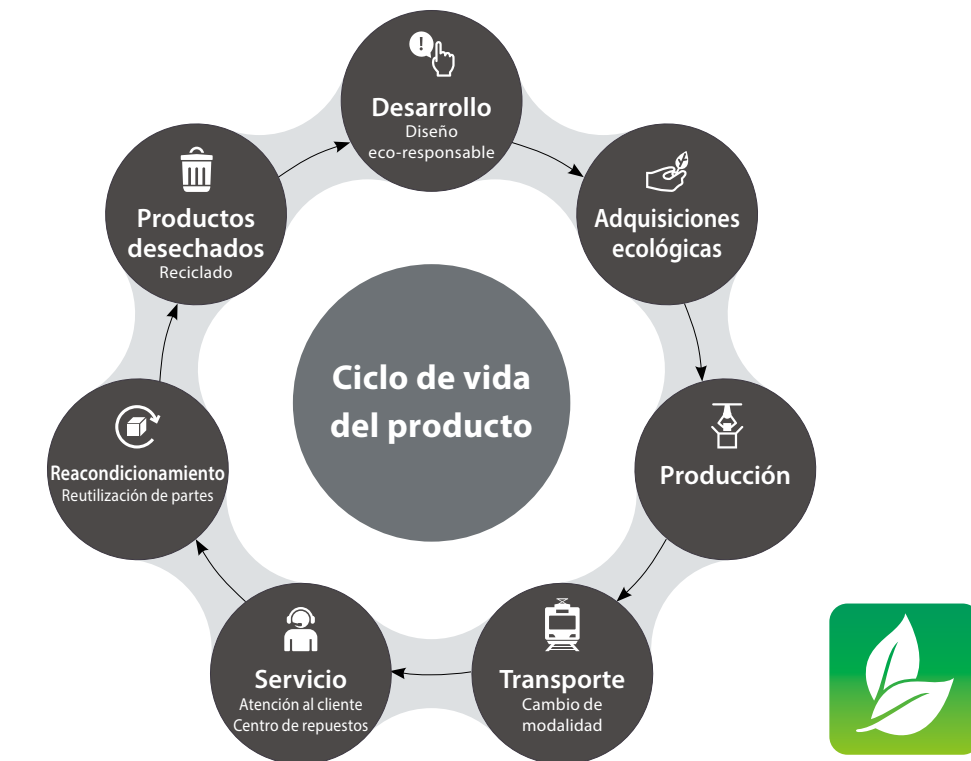 Desarrollo
Diseño
eco-responsable
Adquisiciones
ecológicas
Producción
Transporte
Cambio de
modalidad
Servicio
Atención al cliente
Centro de repuestos
Reacondicionamiento
Reutilización de partes
Productos
desechados
Reciclado
Ciclo de vida
del producto